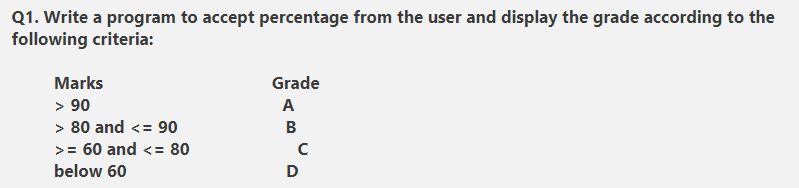 Q1. Write a program to accept percentage from the user and display the grade according to the
following criteria:
Marks Grade
> 90 A
> 80 and <= 90 B
>= 60 and <= 80 C
below 60 D